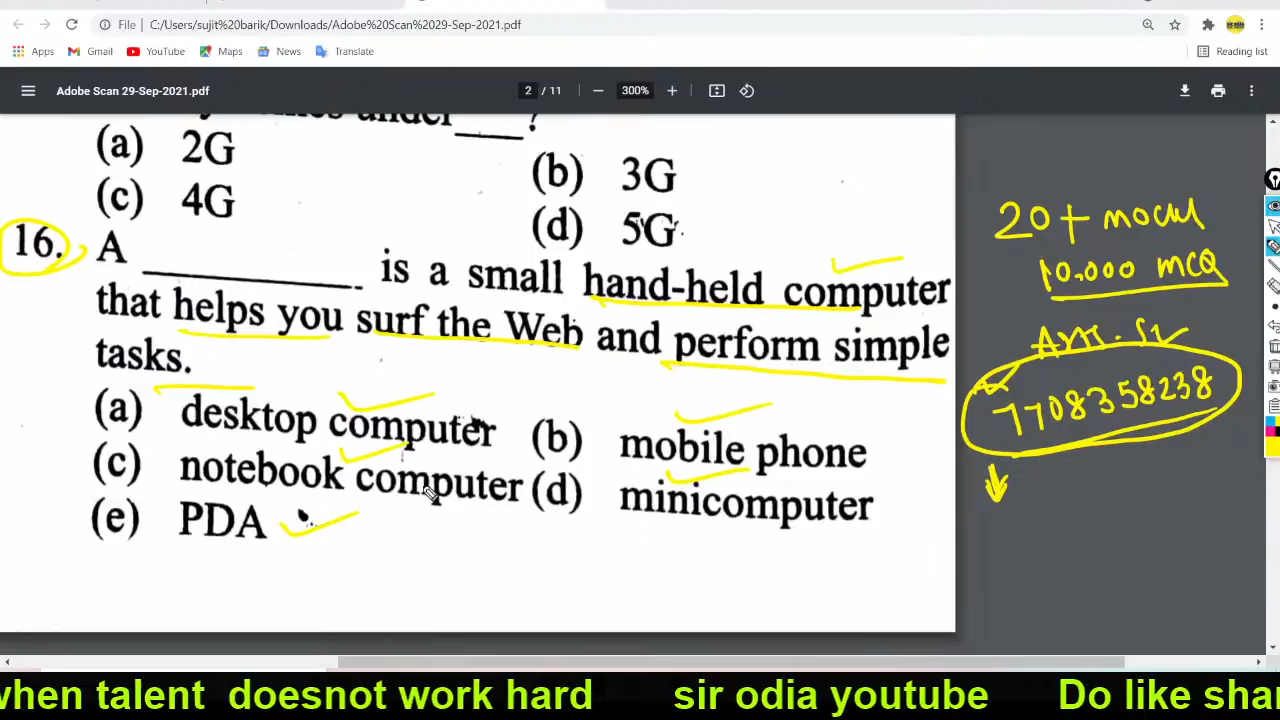 File | C:/Users/sujit%20barik/Downloads/Adobe%20Scan%2029-Sep-2021.pdf
Apps Gmail YouTube Maps News Translate Reading list
Adobe Scan 29-Sep-2021.pdf 2 / 11 300%
under ____?
(a) 2G (b) 3G
(c) 4G (d) 5G
16. A ____________ is a small hand-held computer
that helps you surf the Web and perform simple
tasks.
(a) desktop computer (b) mobile phone
(c) notebook computer (d) minicomputer
(e) PDA
20+
10,000 MCQ
7708358238
when talent doesnot work hard sir odia youtube Do like shar